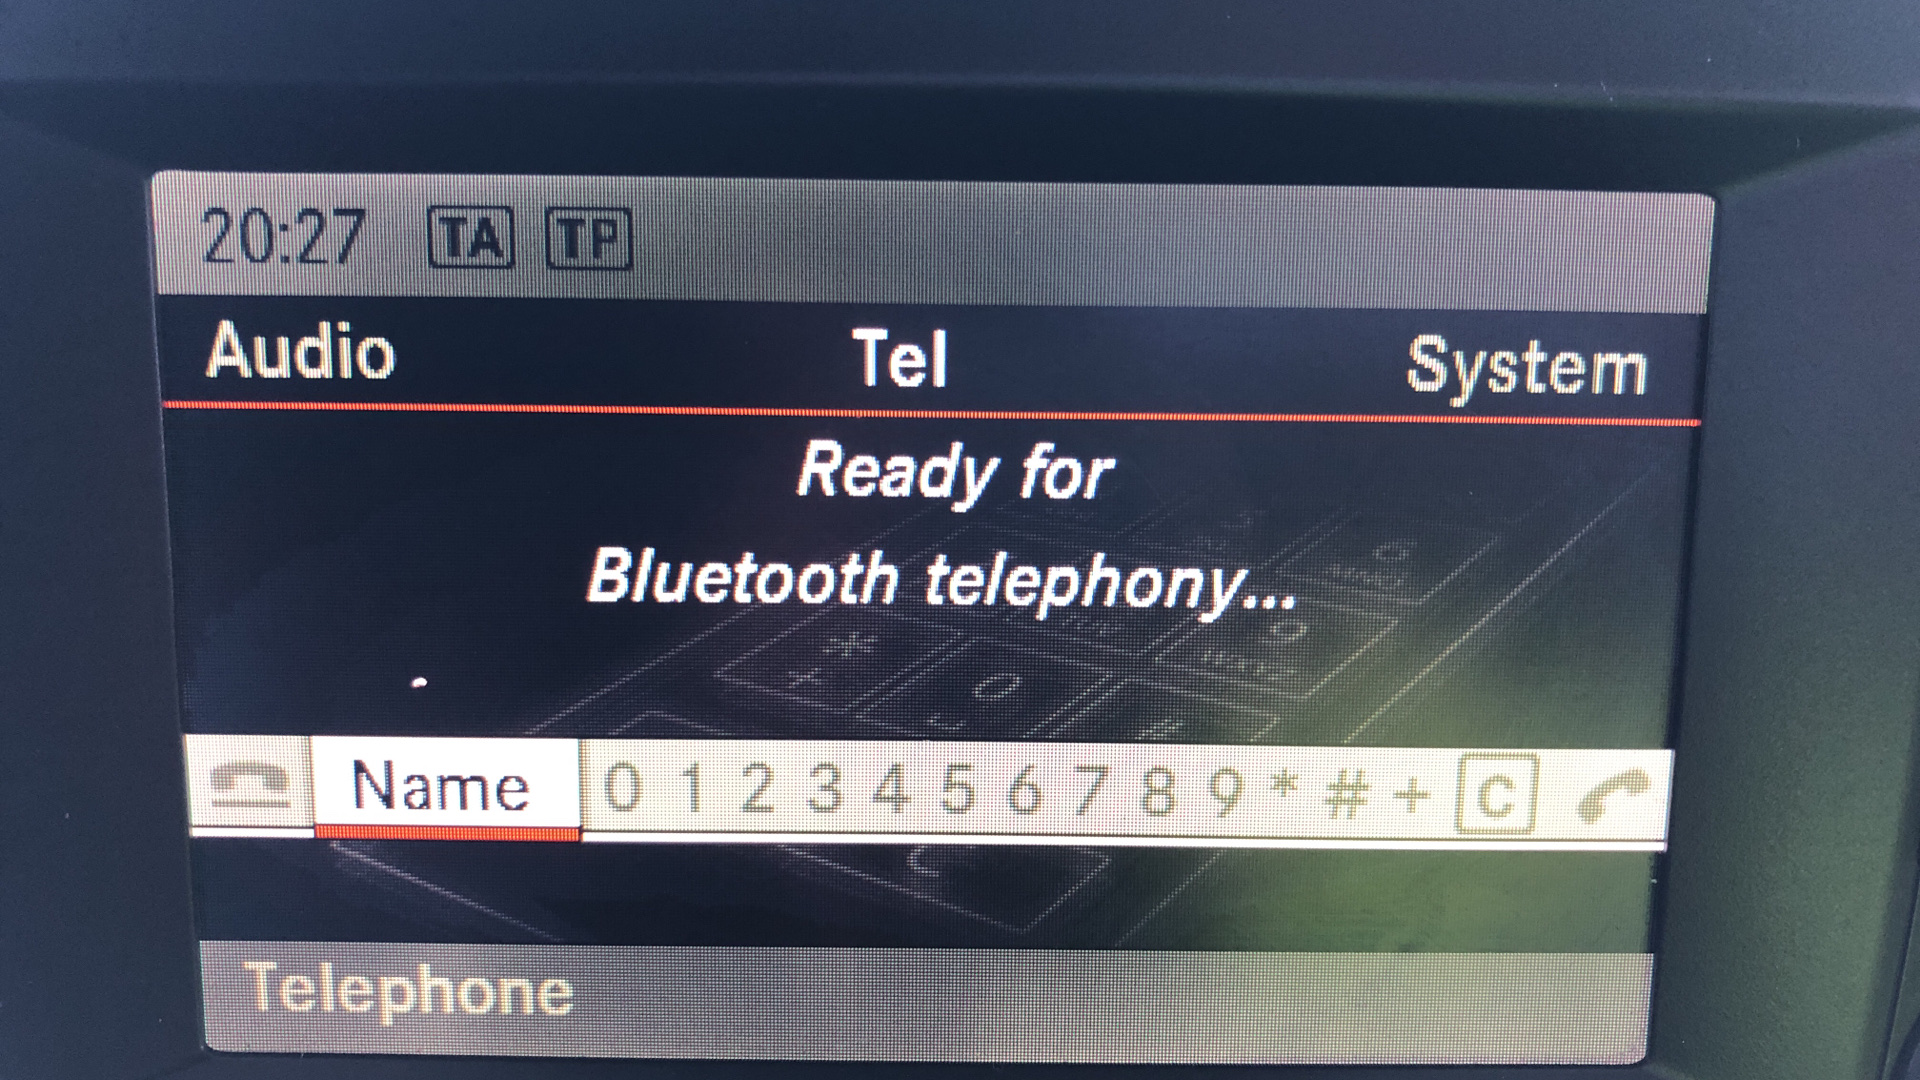 20:27 TA TP
Audio Tel System
Ready for
Bluetooth telephony...
Name 0 1 2 3 4 5 6 7 8 9 * # + C
Telephone